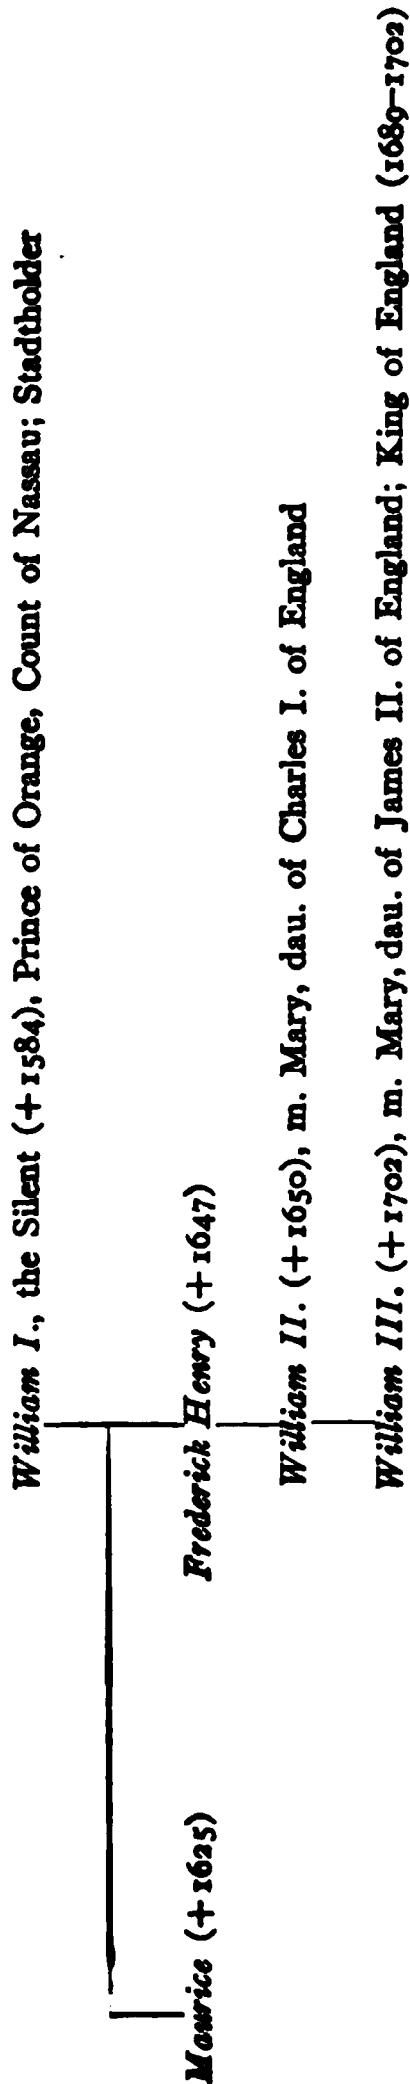 William I., the Silent (+1584), Prince of Orange, Count of Nassau; Stadtholder
Maurice (+1625)
Frederick Henry (+1647)
William II. (+1650), m. Mary, dau. of Charles I. of England
William III. (+1702), m. Mary, dau. of James II. of England; King of England (1689–1702)